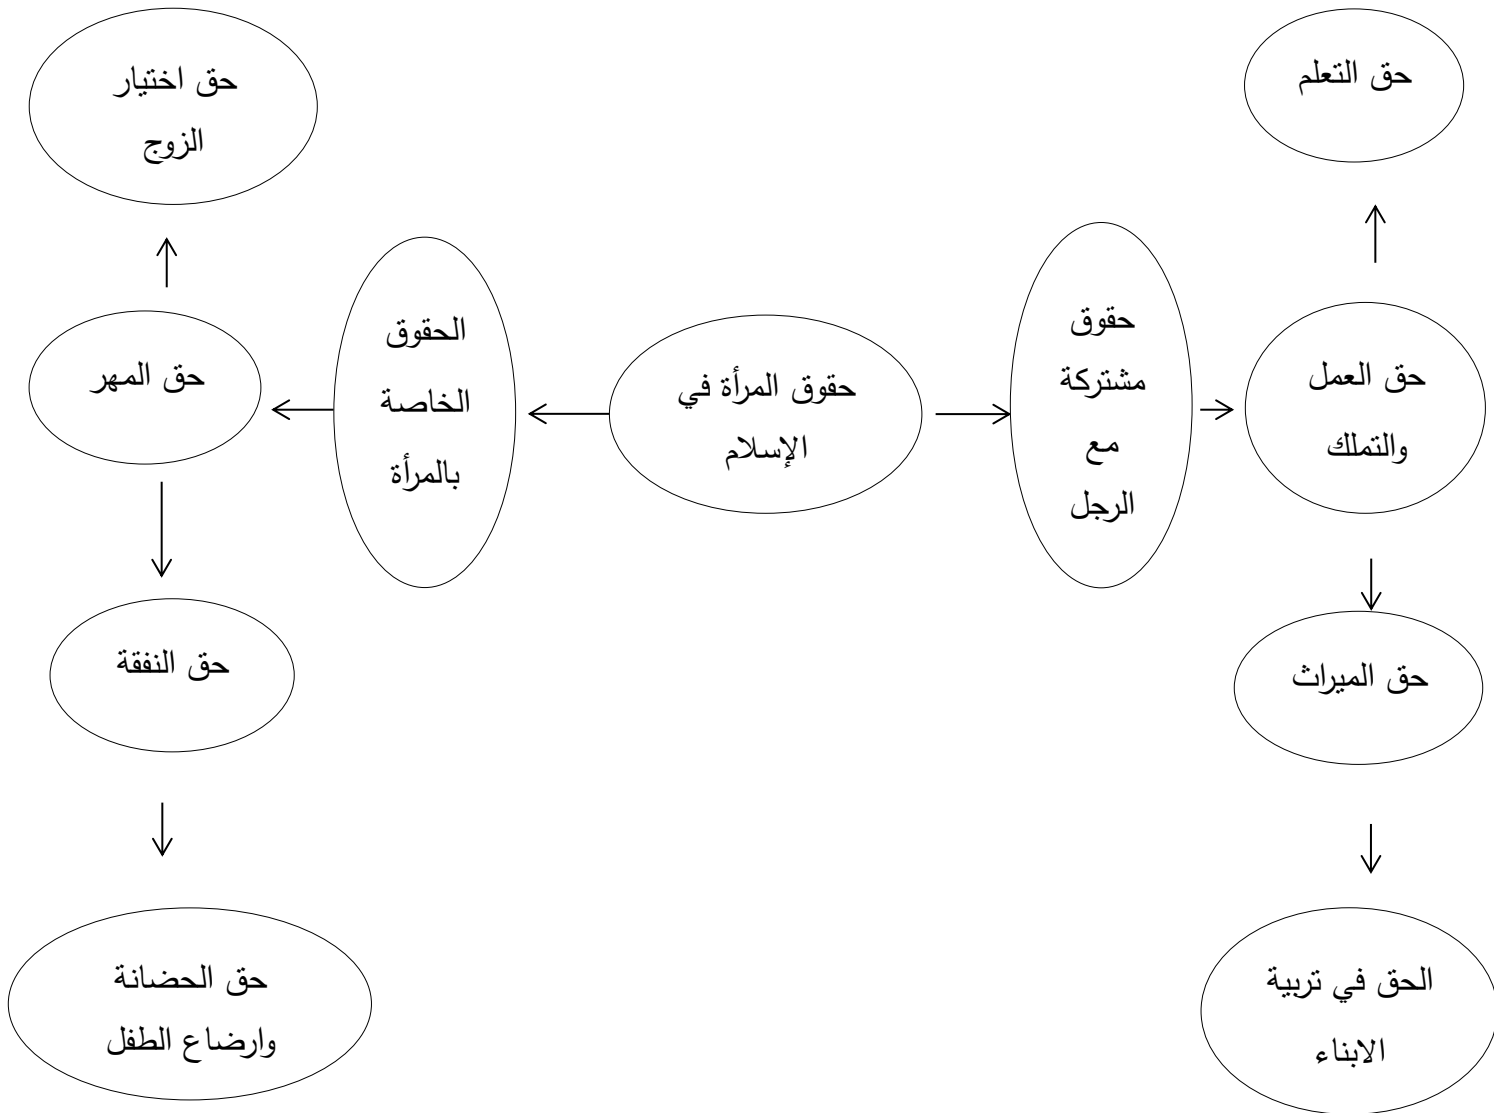 حقوق المرأة في
الإسلام
حقوق
مشتركة
مع
الرجل
حق التعلم
حق العمل
والتملك
حق الميراث
الحق في تربية
الابناء
الحقوق
الخاصة
بالمرأة
حق اختيار
الزوج
حق المهر
حق النفقة
حق الحضانة
وارضاع الطفل